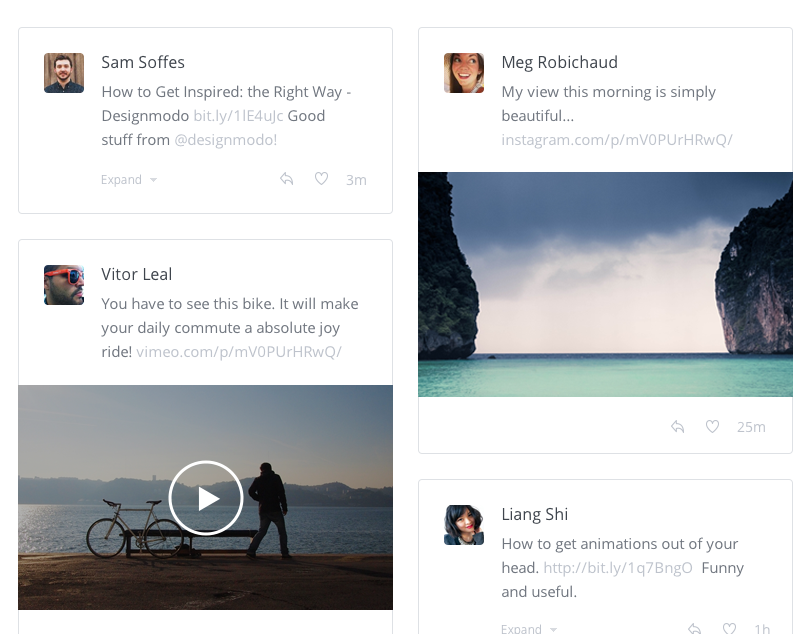 Sam Soffes
How to Get Inspired: the Right Way -
Designmodo bit.ly/1lE4uJc Good
stuff from @designmodo!
Expand
3m
Vitor Leal
You have to see this bike. It will make
your daily commute a absolute joy
ride! vimeo.com/p/mV0PUrHRwQ/
Meg Robichaud
My view this morning is simply
beautiful...
instagram.com/p/mV0PUrHRwQ/
25m
Liang Shi
How to get animations out of your
head. http://bit.ly/1q7BngO Funny
and useful.
Expand
1h